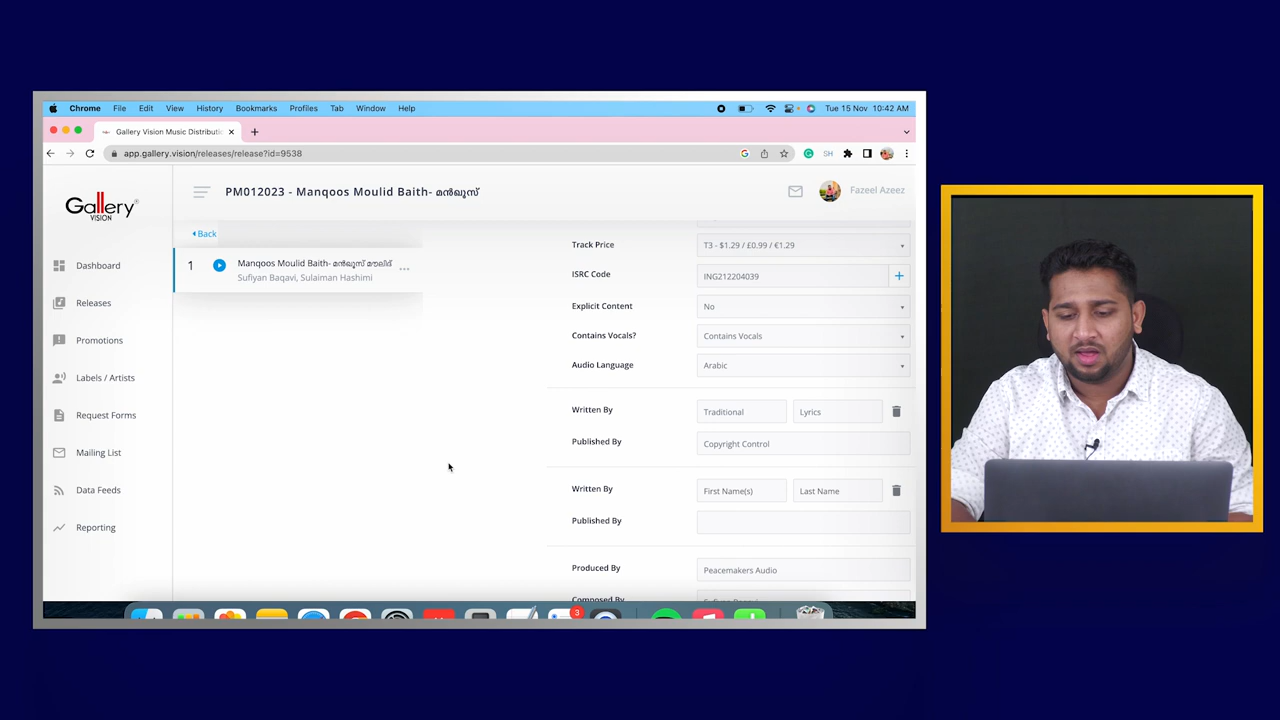 Chrome File Edit View History Bookmarks Profiles Tab Window Help Tue 15 Nov 10:42 AM
Gallery Vision Music Distributi
app.gallery.vision/releases/release?id=9538
SH
Gallery
VISION
PM012023 - Manqoos Moulid Baith- മൻഖൂസ്
Fazeel Azeez
Back
1
Manqoos Moulid Baith- മൻഖൂസ് മൗലിദ്
Sufiyan Baqavi, Sulaiman Hashimi
Dashboard
Releases
Promotions
Labels / Artists
Request Forms
Mailing List
Data Feeds
Reporting
Track Price T3 - $1.29 / £0.99 / €1.29
ISRC Code ING212204039
Explicit Content No
Contains Vocals? Contains Vocals
Audio Language Arabic
Written By Traditional Lyrics
Published By Copyright Control
Written By First Name(s) Last Name
Published By
Produced By Peacemakers Audio
Composed By
3